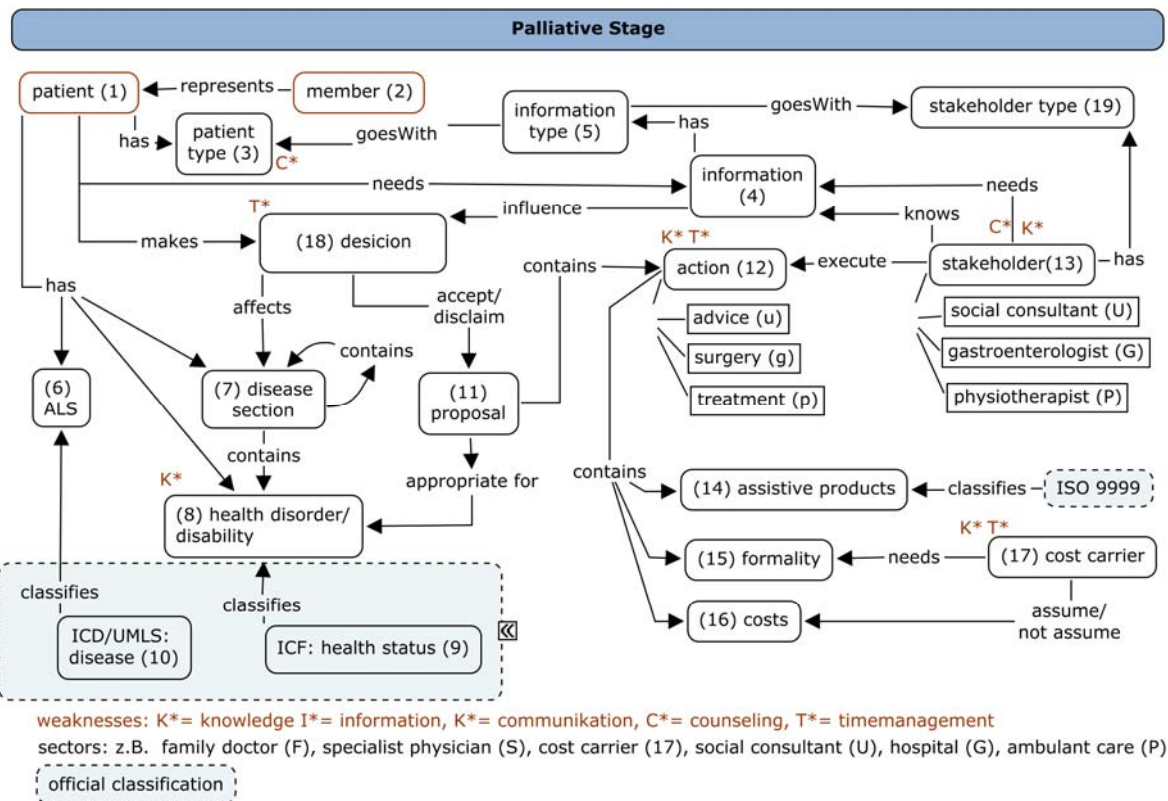 Palliative Stage
patient (1)
represents
member (2)
information
type (5)
goesWith
stakeholder type (19)
has
patient
type (3)
C*
goesWith
has
needs
information
(4)
needs
T*
influence
knows
C* K*
makes
(18) desicion
K* T*
contains
action (12)
execute
stakeholder(13)
has
has
affects
accept/
disclaim
advice (u)
social consultant (U)
contains
surgery (g)
gastroenterologist (G)
(6)
ALS
(7) disease
section
(11)
proposal
treatment (p)
physiotherapist (P)
contains
K*
appropriate for
contains
(14) assistive products
classifies
ISO 9999
(8) health disorder/
disability
K* T*
(15) formality
needs
(17) cost carrier
classifies
classifies
(16) costs
assume/
not assume
ICD/UMLS:
disease (10)
ICF: health status (9)
weaknesses: K*= knowledge I*= information, K*= communikation, C*= counseling, T*= timemanagement
sectors: z.B. family doctor (F), specialist physician (S), cost carrier (17), social consultant (U), hospital (G), ambulant care (P)
official classification